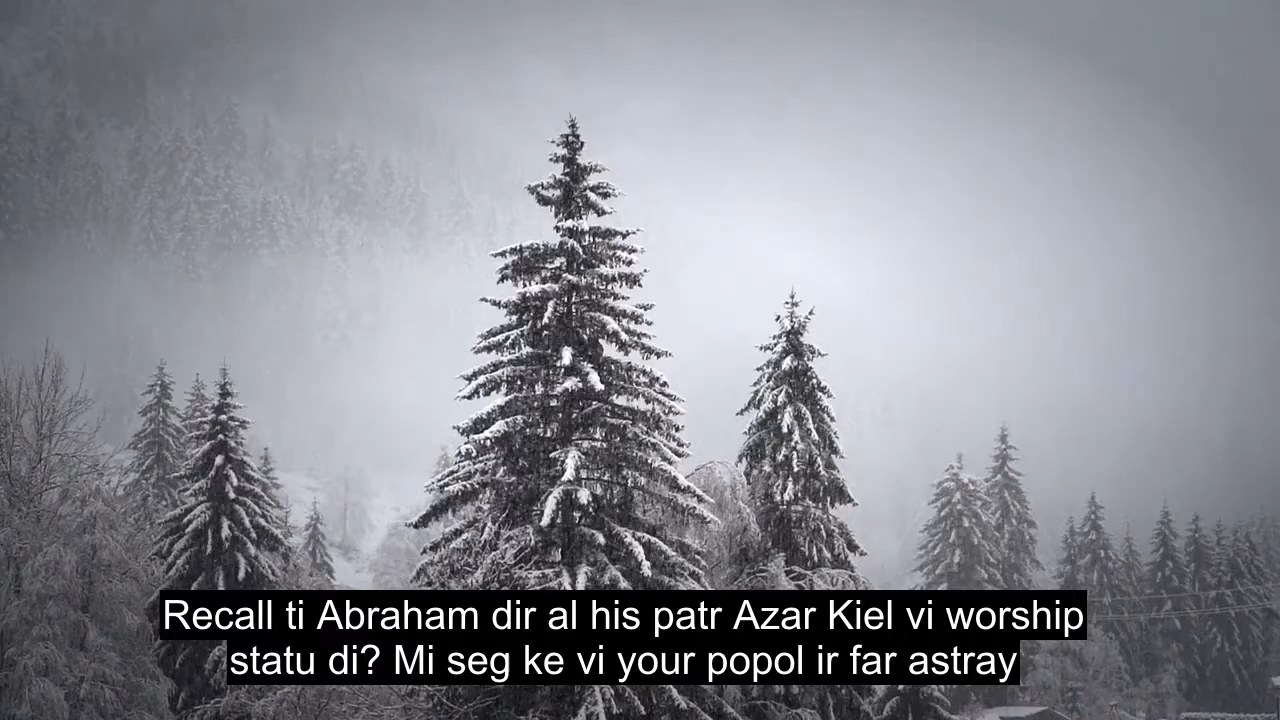 Recall ti Abraham dir al his patr Azar Kiel vi worship
statu di? Mi seg ke vi your popol ir far astray